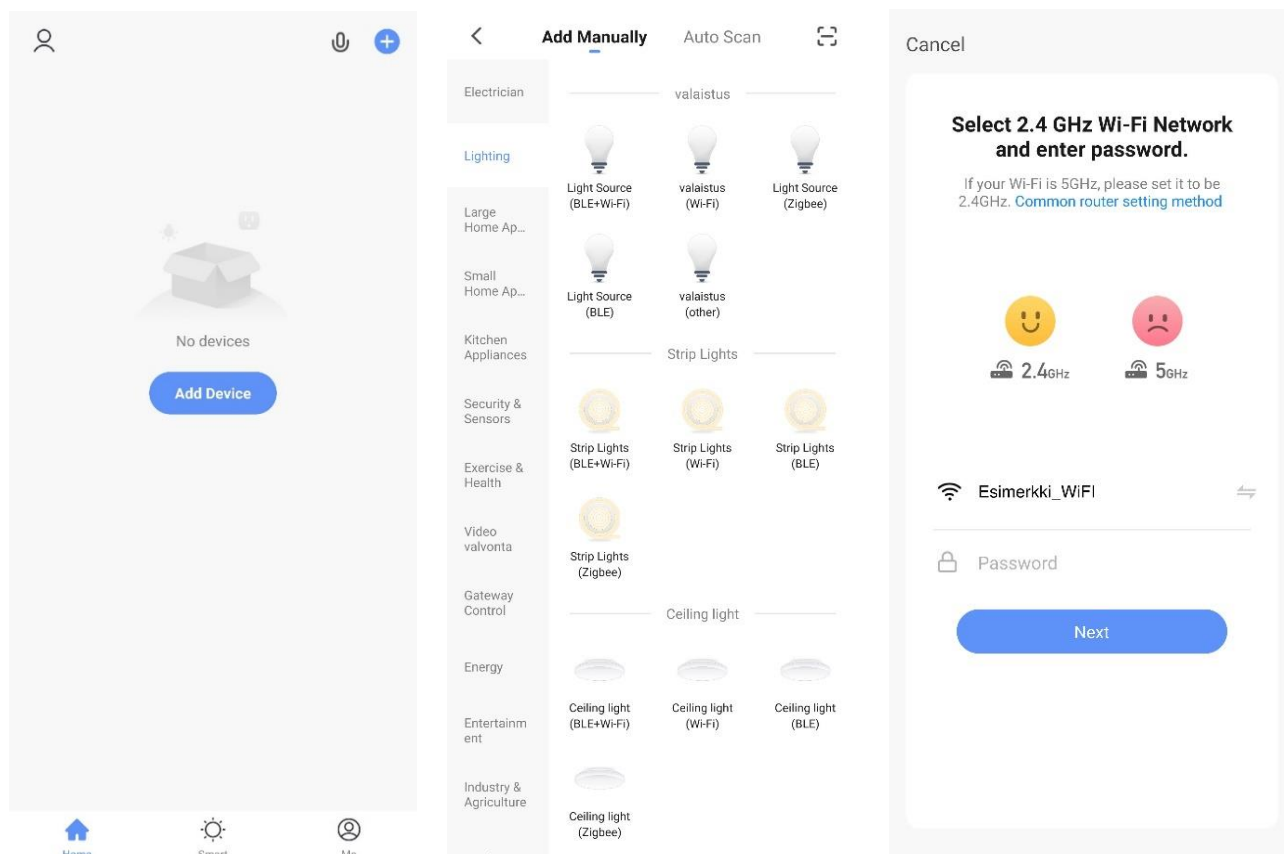 No devices
Add Device
Home
Smart
Me
Add Manually
Auto Scan
Electrician
Lighting
Large
Home Ap...
Small
Home Ap...
Kitchen
Appliances
Security &
Sensors
Exercise &
Health
Video
valvonta
Gateway
Control
Energy
Entertainm
ent
Industry &
Agriculture
valaistus
Light Source
(BLE+Wi-Fi)
valaistus
(Wi-Fi)
Light Source
(Zigbee)
Light Source
(BLE)
valaistus
(other)
Strip Lights
Strip Lights
(BLE+Wi-Fi)
Strip Lights
(Wi-Fi)
Strip Lights
(BLE)
Strip Lights
(Zigbee)
Ceiling light
Ceiling light
(BLE+Wi-Fi)
Ceiling light
(Wi-Fi)
Ceiling light
(BLE)
Ceiling light
(Zigbee)
Cancel
Select 2.4 GHz Wi-Fi Network
and enter password.
If your Wi-Fi is 5GHz, please set it to be
2.4GHz. Common router setting method
2.4GHz
5GHz
Esimerkki_WiFI
Password
Next